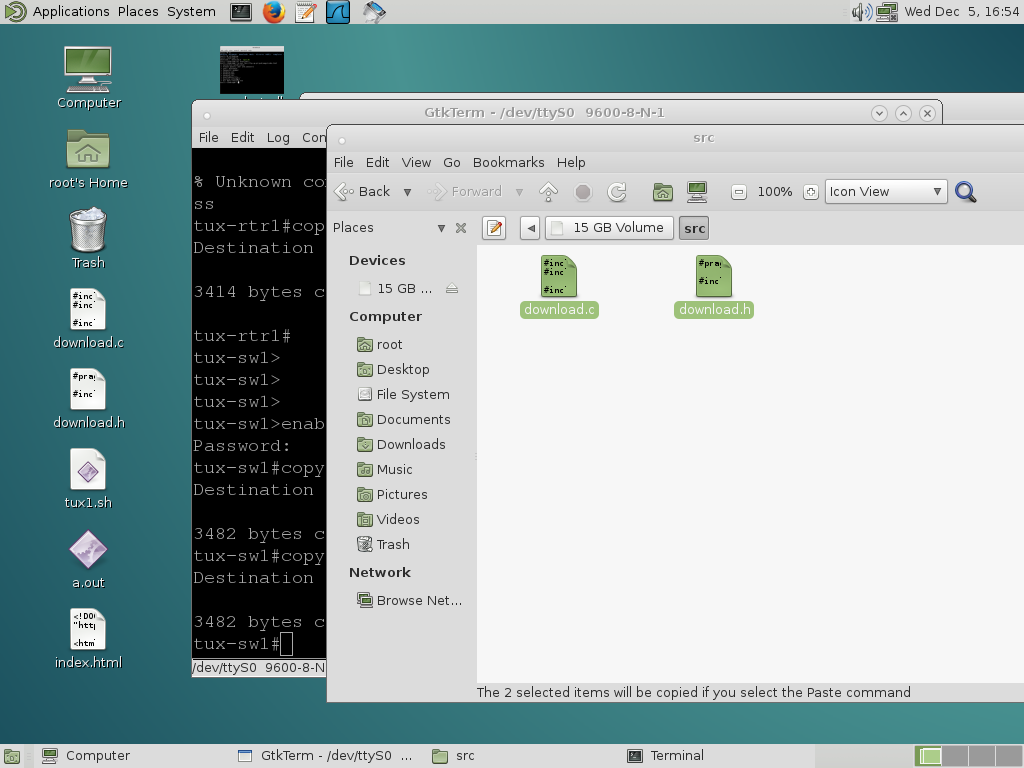 Applications Places System
Wed Dec 5, 16:54
Computer
root's Home
Trash
download.c
download.h
tux1.sh
a.out
index.html
#inc
#inc
#inc
#pra
#inc
<!DO
"http
<htm
GtkTerm - /dev/ttyS0 9600-8-N-1
File Edit Log Con
% Unknown co
ss
tux-rtr1#cop
Destination
3414 bytes c
tux-rtr1#
tux-sw1>
tux-sw1>
tux-sw1>
tux-sw1>enab
Password:
tux-sw1#copy
Destination
3482 bytes c
tux-sw1#copy
Destination
3482 bytes c
tux-sw1#
/dev/ttyS0 9600-8-N
src
File Edit View Go Bookmarks Help
Back Forward 100% Icon View
Places
15 GB Volume src
Devices
15 GB ...
Computer
root
Desktop
File System
Documents
Downloads
Music
Pictures
Videos
Trash
Network
Browse Net...
#inc
#inc
#inc
download.c
#pra
#inc
download.h
The 2 selected items will be copied if you select the Paste command
Computer
GtkTerm - /dev/ttyS0 ...
src
Terminal